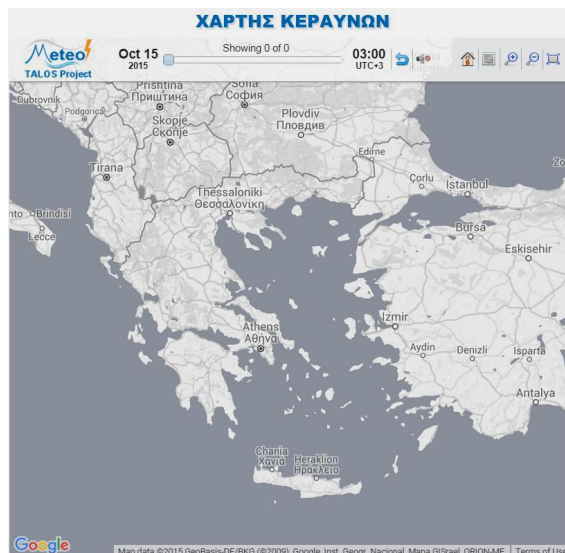 ΧΑΡΤΗΣ ΚΕΡΑΥΝΩΝ
Meteo
TALOS Project
Oct 15
2015
Showing 0 of 0
03:00
UTC+3
Prishtina
Приштина
Sofia
София
Dubrovnik
Podgorica
Skopje
Скопје
Plovdiv
Пловдив
Edirne
Tirana
Çorlu
Istanbul
Thessaloniki
Θεσσαλονίκη
Brindisi
Lecce
Bursa
Eskisehir
Athens
Αθήνα
Izmir
Aydin
Denizli
Isparta
Antalya
Chania
Χανιά
Heraklion
Ηράκλειο
Google
Map data ©2015 GeoBasis-DE/BKG (©2009), Google, Inst. Geogr. Nacional, Mapa GISrael, ORION-ME
Terms of Use